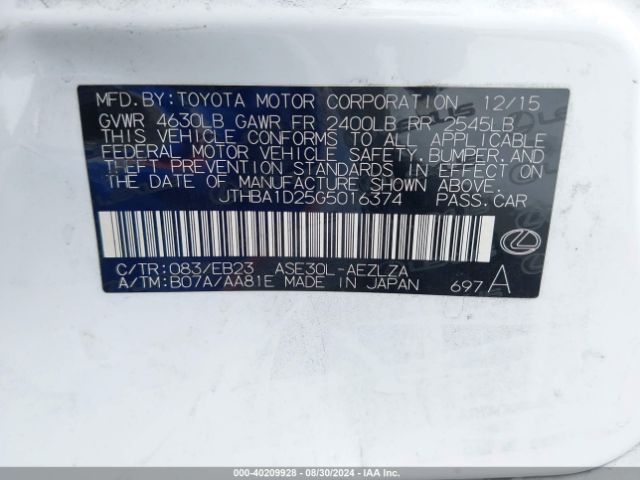 MFD.BY:TOYOTA MOTOR CORPORATION 12/15
GVWR 4630LB GAWR FR 2400LB RR 2545LB
THIS VEHICLE CONFORMS TO ALL APPLICABLE
FEDERAL MOTOR VEHICLE SAFETY,BUMPER,AND
THEFT PREVENTION STANDARDS IN EFFECT ON
THE DATE OF MANUFACTURE SHOWN ABOVE.
JTHBA1D25G5016374 PASS.CAR
C/TR:083/EB23 ASE30L-AEZLZA
A/TM:B07A/AA81E MADE IN JAPAN 697 A
000-40209928 - 08/30/2024 - IAA Inc.